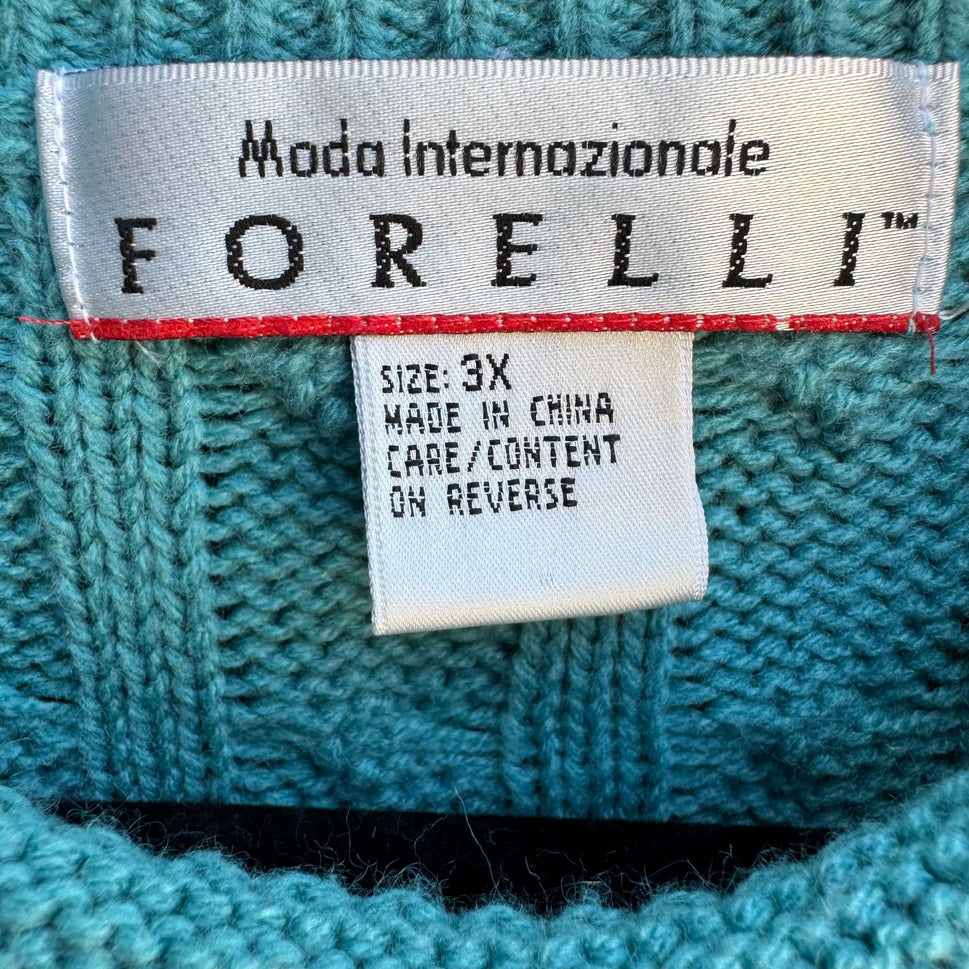 Moda Internazionale
FORELLI™
SIZE: 3X
MADE IN CHINA
CARE/CONTENT
ON REVERSE